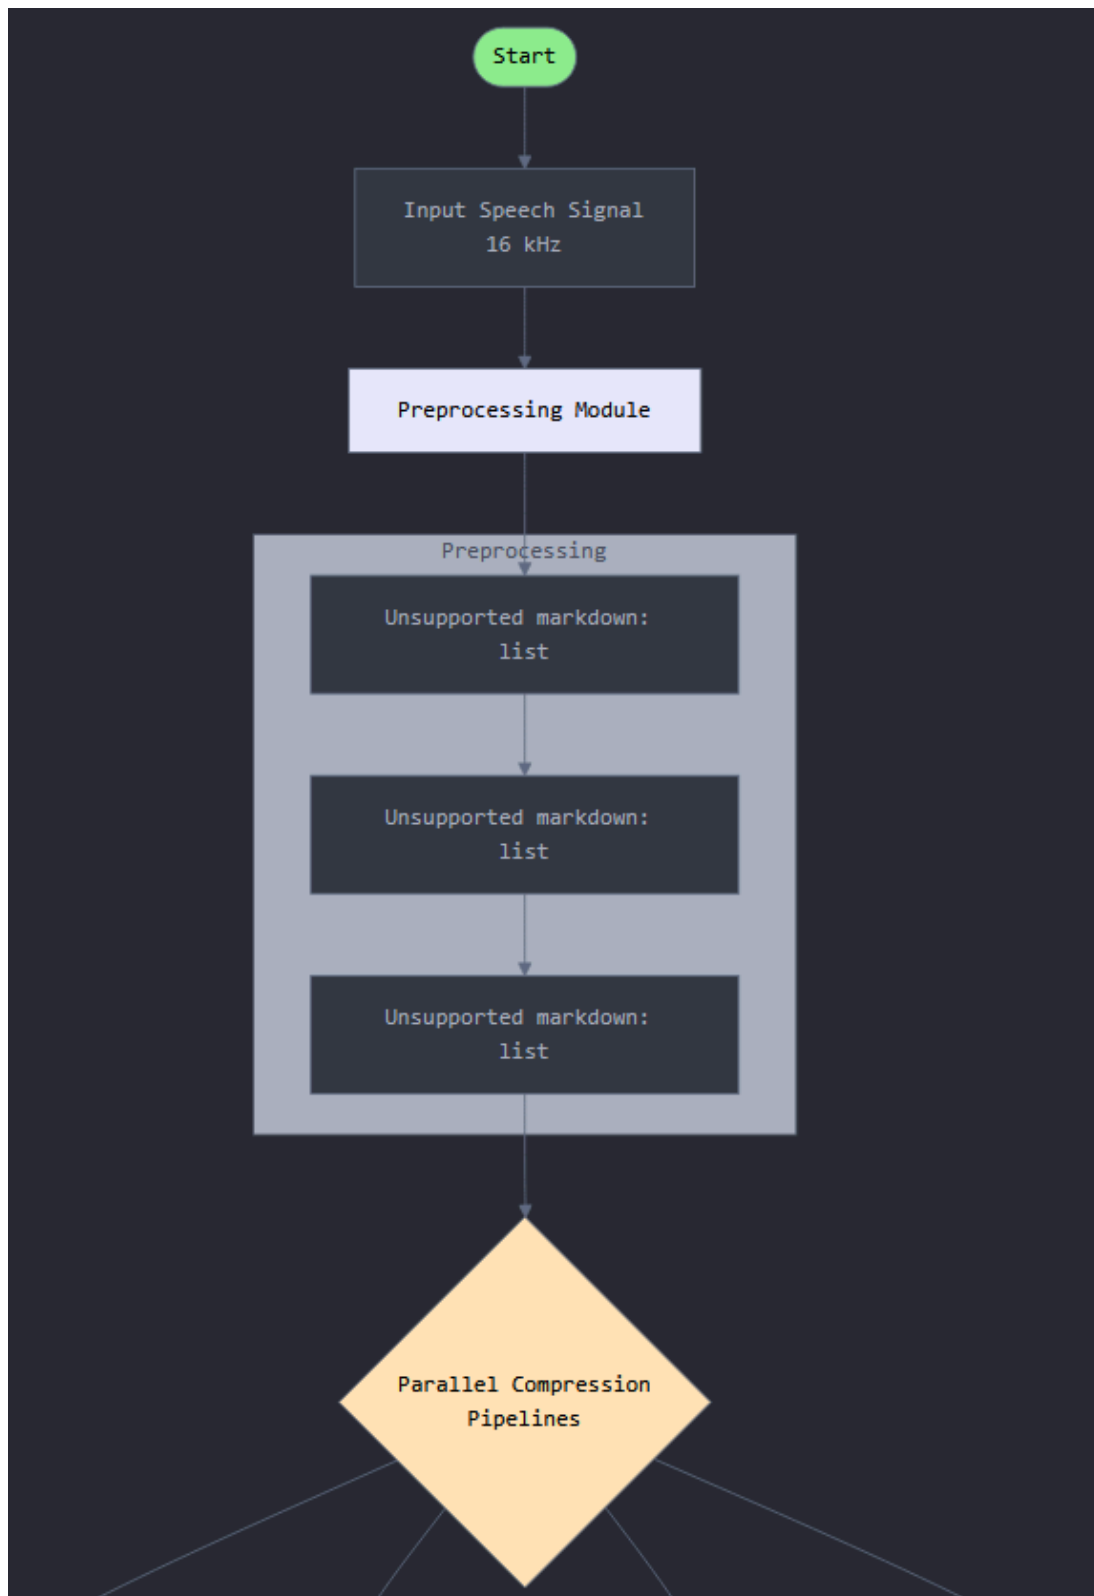 Start
Input Speech Signal
16 kHz
Preprocessing Module
Preprocessing
Unsupported markdown:
list
Unsupported markdown:
list
Unsupported markdown:
list
Parallel Compression
Pipelines